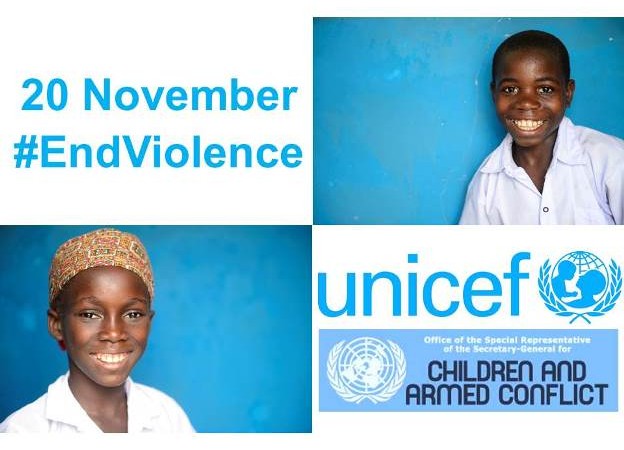 20 November
#EndViolence
unicef
Office of the Special Representative
of the Secretary-General for
CHILDREN AND
ARMED CONFLICT